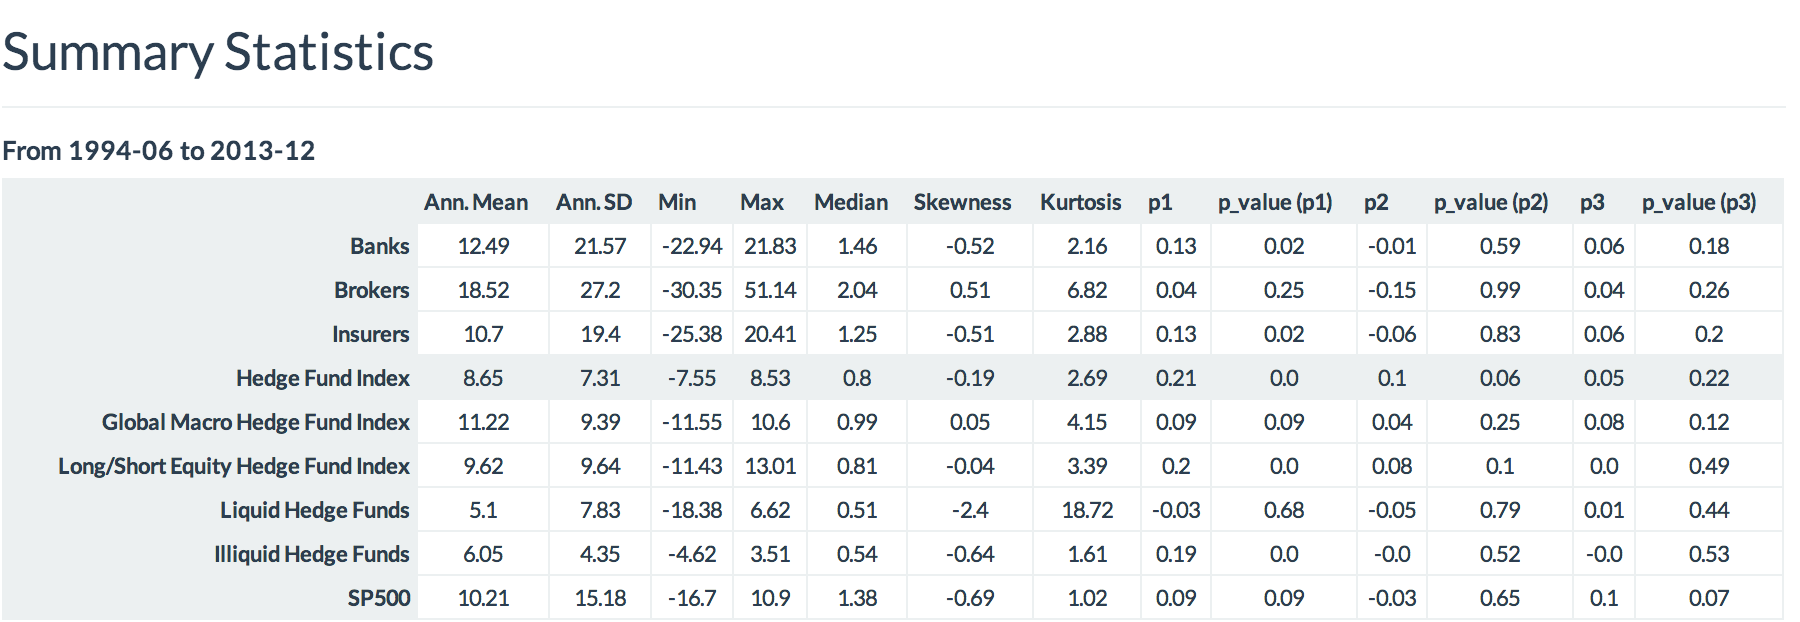 Summary Statistics
From 1994-06 to 2013-12
Ann. Mean Ann. SD Min Max Median Skewness Kurtosis p1 p_value (p1) p2 p_value (p2) p3 p_value (p3)
Banks 12.49 21.57 -22.94 21.83 1.46 -0.52 2.16 0.13 0.02 -0.01 0.59 0.06 0.18
Brokers 18.52 27.2 -30.35 51.14 2.04 0.51 6.82 0.04 0.25 -0.15 0.99 0.04 0.26
Insurers 10.7 19.4 -25.38 20.41 1.25 -0.51 2.88 0.13 0.02 -0.06 0.83 0.06 0.2
Hedge Fund Index 8.65 7.31 -7.55 8.53 0.8 -0.19 2.69 0.21 0.0 0.1 0.06 0.05 0.22
Global Macro Hedge Fund Index 11.22 9.39 -11.55 10.6 0.99 0.05 4.15 0.09 0.09 0.04 0.25 0.08 0.12
Long/Short Equity Hedge Fund Index 9.62 9.64 -11.43 13.01 0.81 -0.04 3.39 0.2 0.0 0.08 0.1 0.0 0.49
Liquid Hedge Funds 5.1 7.83 -18.38 6.62 0.51 -2.4 18.72 -0.03 0.68 -0.05 0.79 0.01 0.44
Illiquid Hedge Funds 6.05 4.35 -4.62 3.51 0.54 -0.64 1.61 0.19 0.0 -0.0 0.52 -0.0 0.53
SP500 10.21 15.18 -16.7 10.9 1.38 -0.69 1.02 0.09 0.09 -0.03 0.65 0.1 0.07